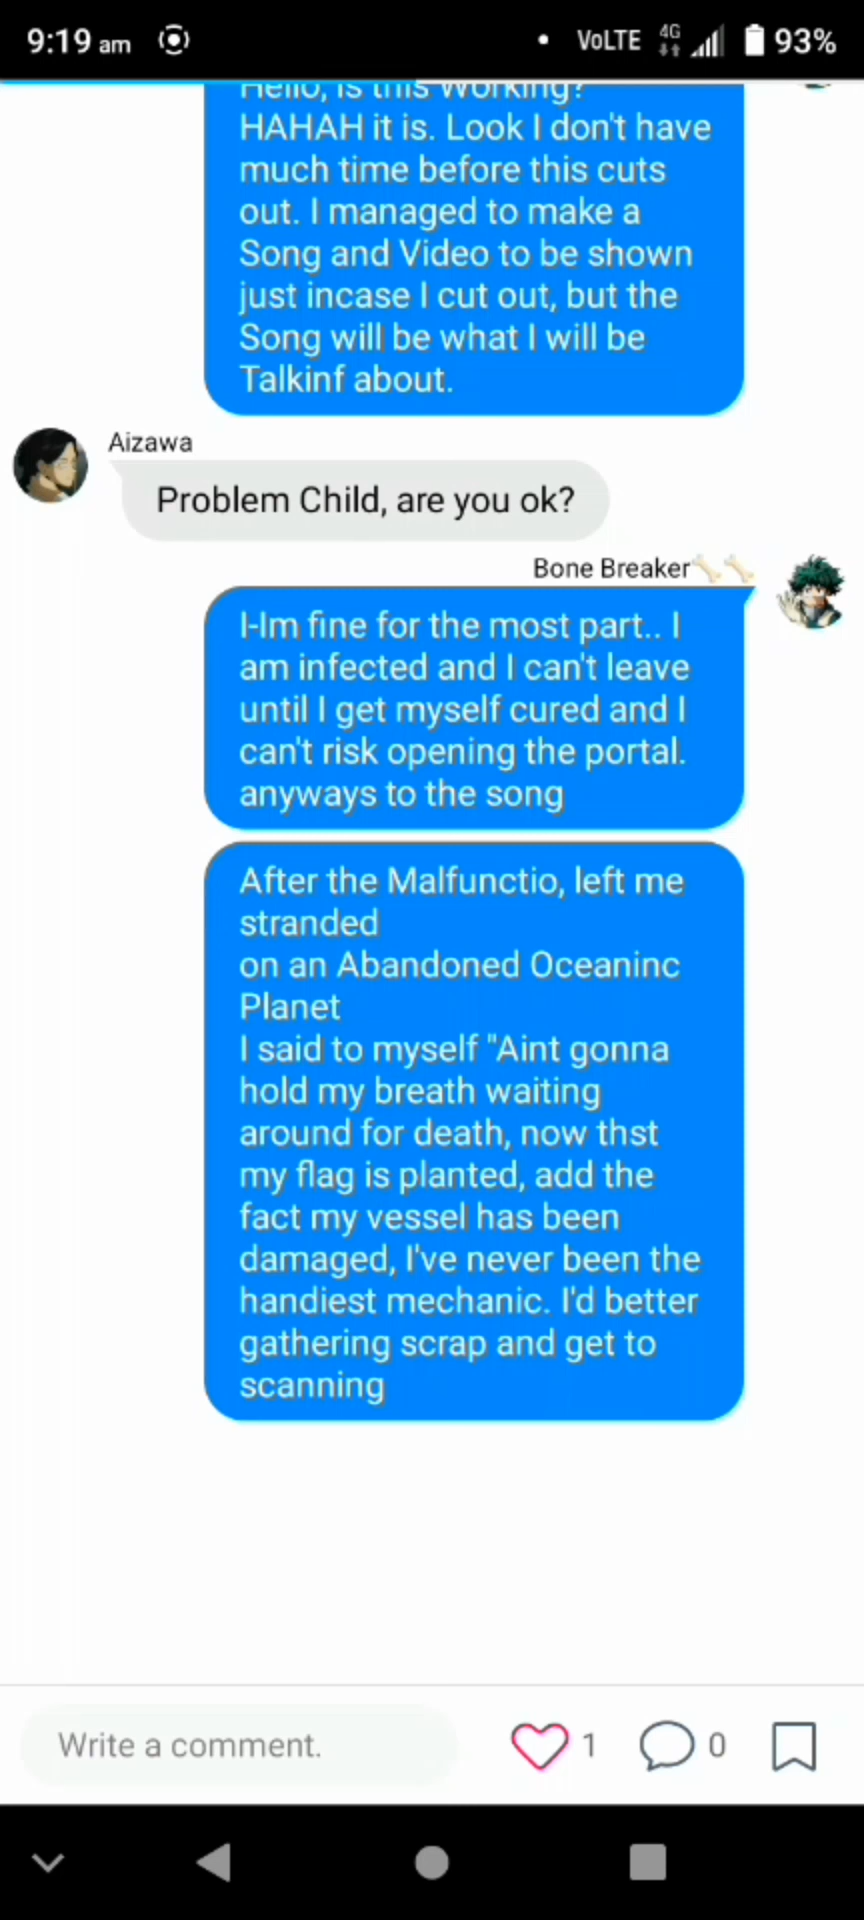 9:19 am
VoLTE 4G 93%
Hello, is this Working?
HAHAH it is. Look I don't have
much time before this cuts
out. I managed to make a
Song and Video to be shown
just incase I cut out, but the
Song will be what I will be
Talkinf about.
Aizawa
Problem Child, are you ok?
Bone Breaker🦴🦴
I-Im fine for the most part.. I
am infected and I can't leave
until I get myself cured and I
can't risk opening the portal.
anyways to the song
After the Malfunctio, left me
stranded
on an Abandoned Oceaninc
Planet
I said to myself "Aint gonna
hold my breath waiting
around for death, now thst
my flag is planted, add the
fact my vessel has been
damaged, I've never been the
handiest mechanic. I'd better
gathering scrap and get to
scanning
Write a comment.
1
0